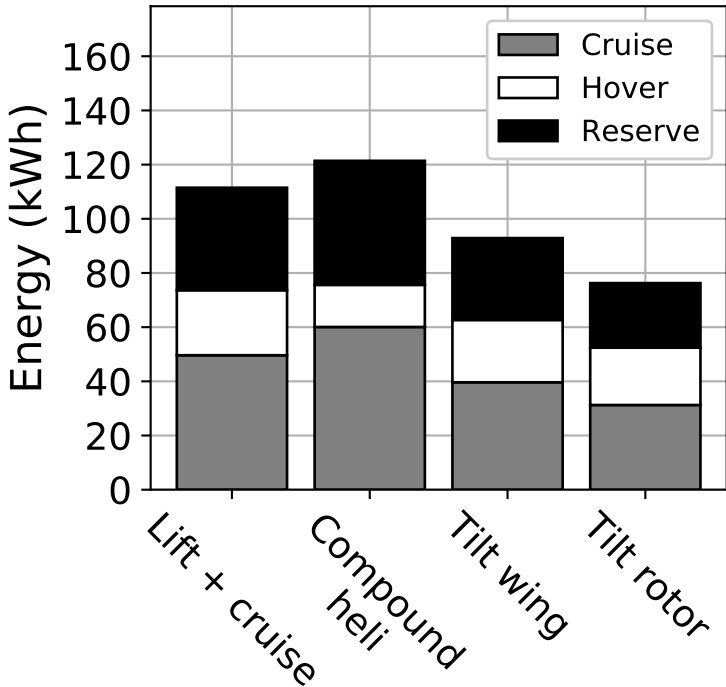 Energy (kWh)
160
140
120
100
80
60
40
20
0
Cruise
Hover
Reserve
Lift + cruise
Compound
heli
Tilt wing
Tilt rotor